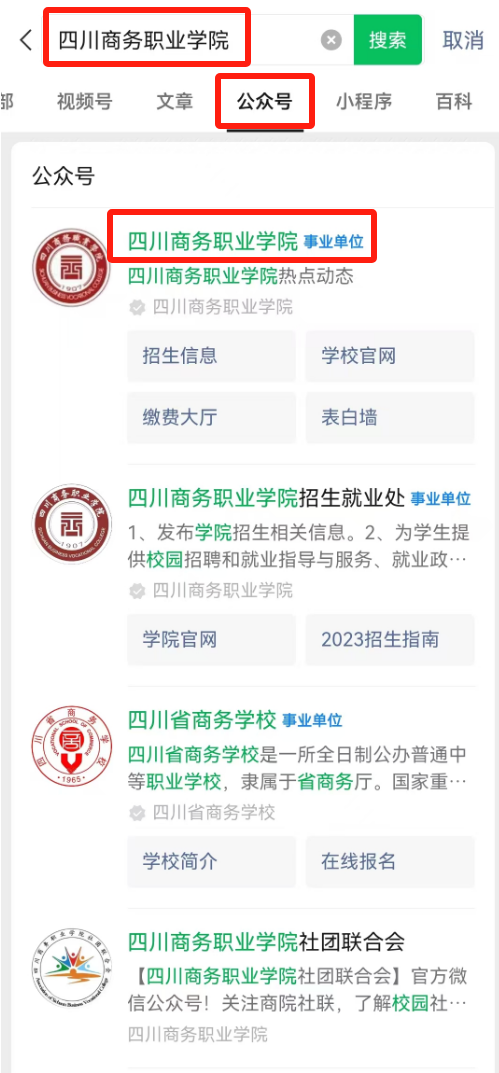 四川商务职业学院 搜索 取消
部 视频号 文章 公众号 小程序 百科
公众号
四川商务职业学院 事业单位
四川商务职业学院热点动态
四川商务职业学院
招生信息 学校官网
缴费大厅 表白墙
四川商务职业学院招生就业处 事业单位
1、发布学院招生相关信息。2、为学生提
供校园招聘和就业指导与服务、就业政…
四川商务职业学院
学院官网 2023招生指南
四川省商务学校 事业单位
四川省商务学校是一所全日制公办普通中
等职业学校，隶属于省商务厅。国家重…
四川省商务学校
学校简介 在线报名
四川商务职业学院社团联合会
【四川商务职业学院社团联合会】官方微
信公众号！关注商院社联，了解校园社…
四川商务职业学院